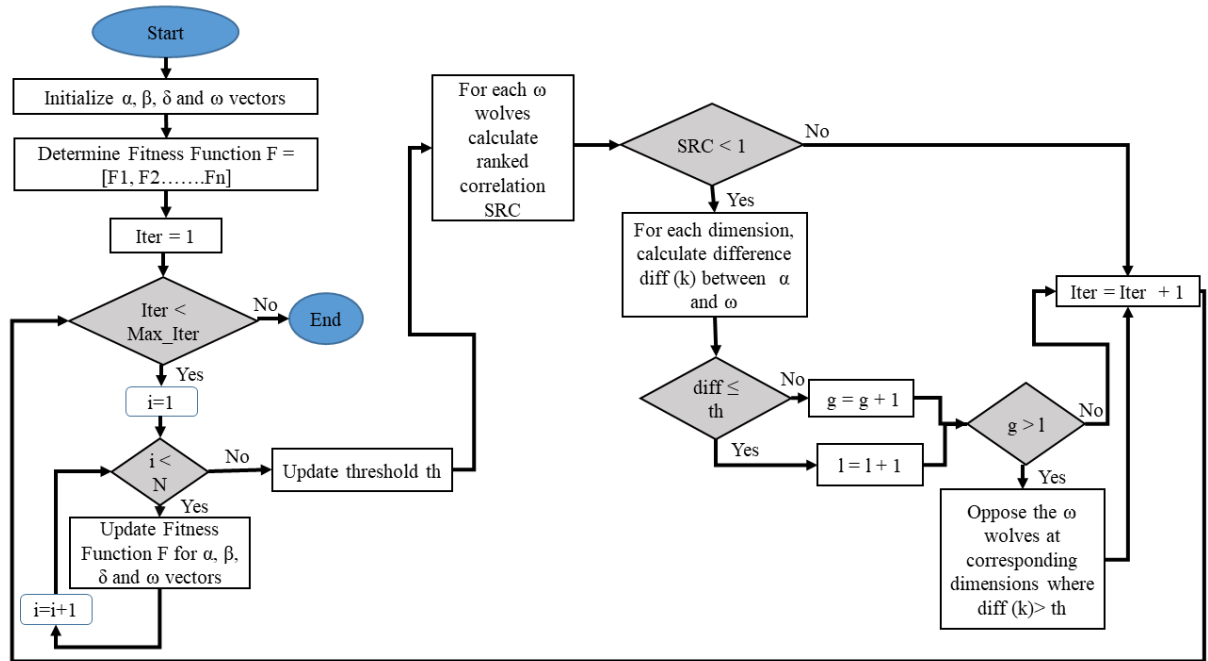 Start
Initialize α, β, δ and ω vectors
Determine Fitness Function F =
[F1, F2…….Fn]
Iter = 1
Iter <
Max_Iter
No
End
Yes
i=1
i <
N
No
Update threshold th
Yes
Update Fitness
Function F for α, β,
δ and ω vectors
i=i+1
For each ω
wolves
calculate
ranked
correlation
SRC
SRC < 1
No
Yes
For each dimension,
calculate difference
diff (k) between α
and ω
diff ≤
th
No
g = g + 1
Yes
l = l + 1
g > l
No
Yes
Oppose the ω
wolves at
corresponding
dimensions where
diff (k)> th
Iter = Iter + 1